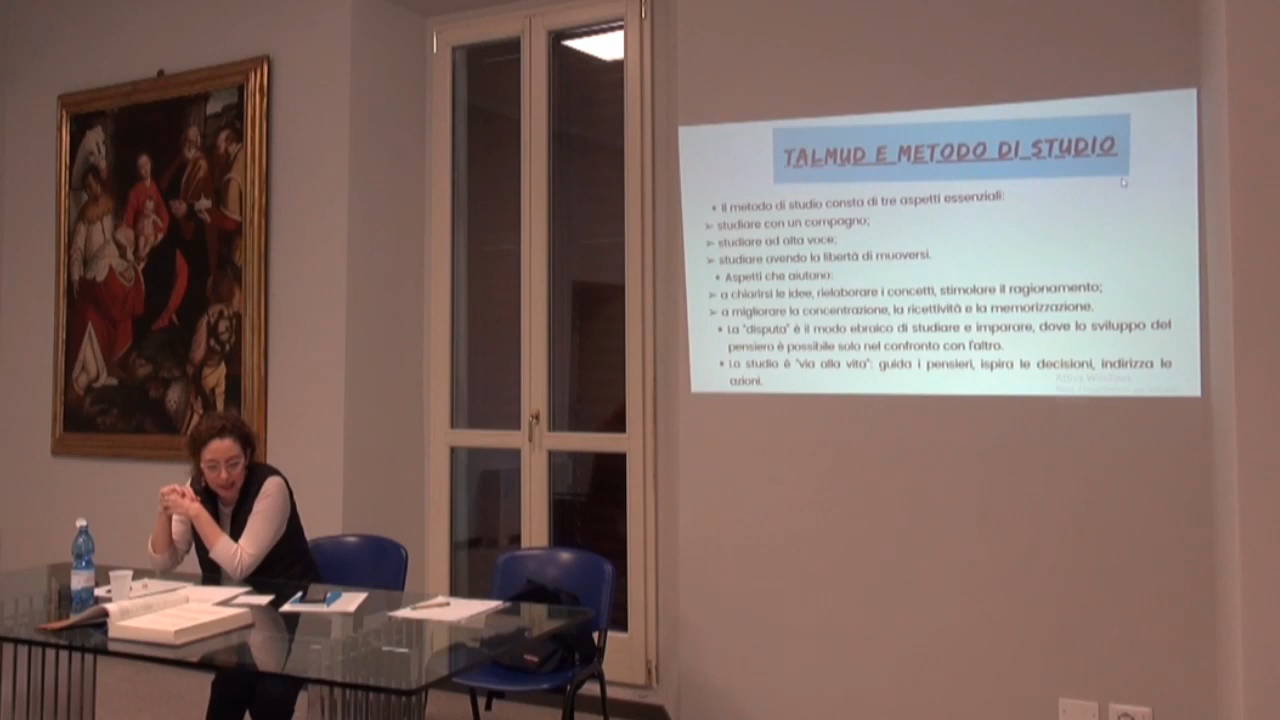 TALMUD E METODO DI STUDIO
• Il metodo di studio consta di tre aspetti essenziali:
➢ studiare con un compagno;
➢ studiare ad alta voce;
➢ studiare avendo la libertà di muoversi.
• Aspetti che aiutano:
➢ a chiarirsi le idee, rielaborare i concetti, stimolare il ragionamento;
➢ a migliorare la concentrazione, la ricettività e la memorizzazione.
• La "disputa" è il modo ebraico di studiare e imparare, dove lo sviluppo del
pensiero è possibile solo nel confronto con l'altro.
• Lo studio è "via alla vita": guida i pensieri, ispira le decisioni, indirizza le
azioni.
Attiva Windows